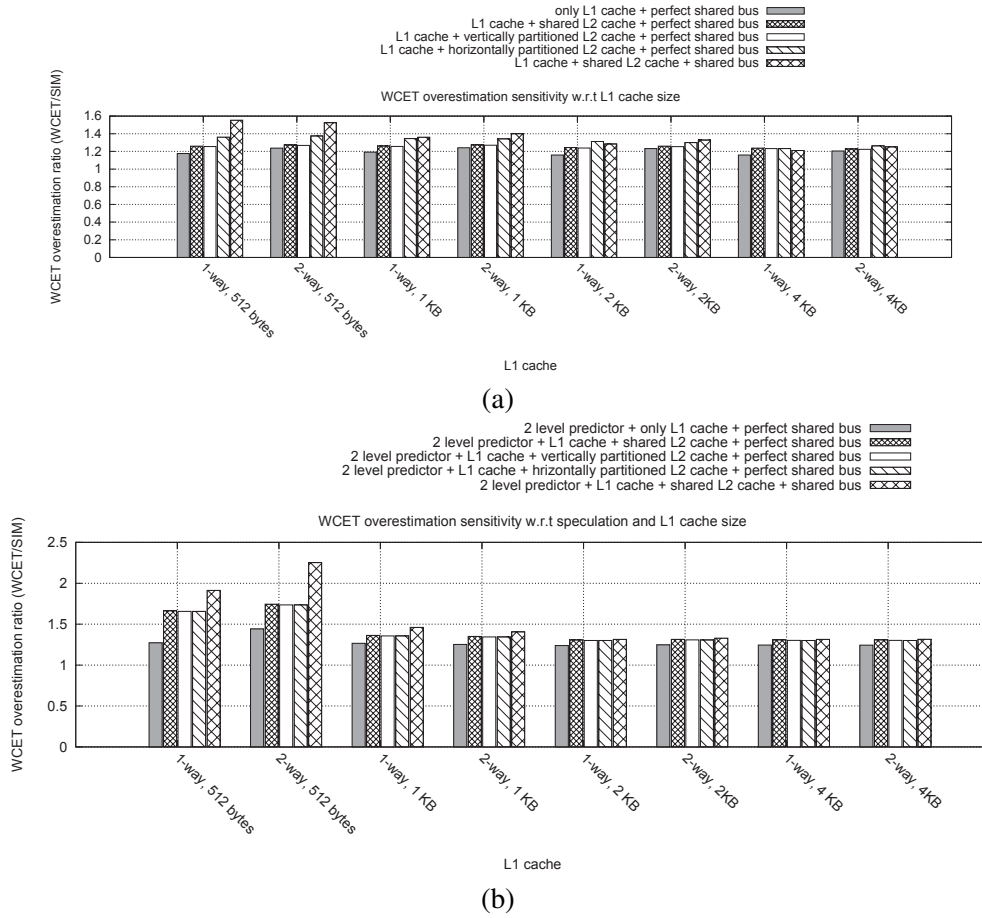 only L1 cache + perfect shared bus
L1 cache + shared L2 cache + perfect shared bus
L1 cache + vertically partitioned L2 cache + perfect shared bus
L1 cache + horizontally partitioned L2 cache + perfect shared bus
L1 cache + shared L2 cache + shared bus
WCET overestimation sensitivity w.r.t L1 cache size
WCET overestimation ratio (WCET/SIM)
1.6
1.4
1.2
1
0.8
0.6
0.4
0.2
0
1-way, 512 bytes
2-way, 512 bytes
1-way, 1 KB
2-way, 1 KB
1-way, 2 KB
2-way, 2KB
1-way, 4 KB
2-way, 4KB
L1 cache
(a)
2 level predictor + only L1 cache + perfect shared bus
2 level predictor + L1 cache + shared L2 cache + perfect shared bus
2 level predictor + L1 cache + vertically partitioned L2 cache + perfect shared bus
2 level predictor + L1 cache + hrizontally partitioned L2 cache + perfect shared bus
2 level predictor + L1 cache + shared L2 cache + shared bus
WCET overestimation sensitivity w.r.t speculation and L1 cache size
WCET overestimation ratio (WCET/SIM)
2.5
2
1.5
1
0.5
0
1-way, 512 bytes
2-way, 512 bytes
1-way, 1 KB
2-way, 1 KB
1-way, 2 KB
2-way, 2KB
1-way, 4 KB
2-way, 4KB
L1 cache
(b)